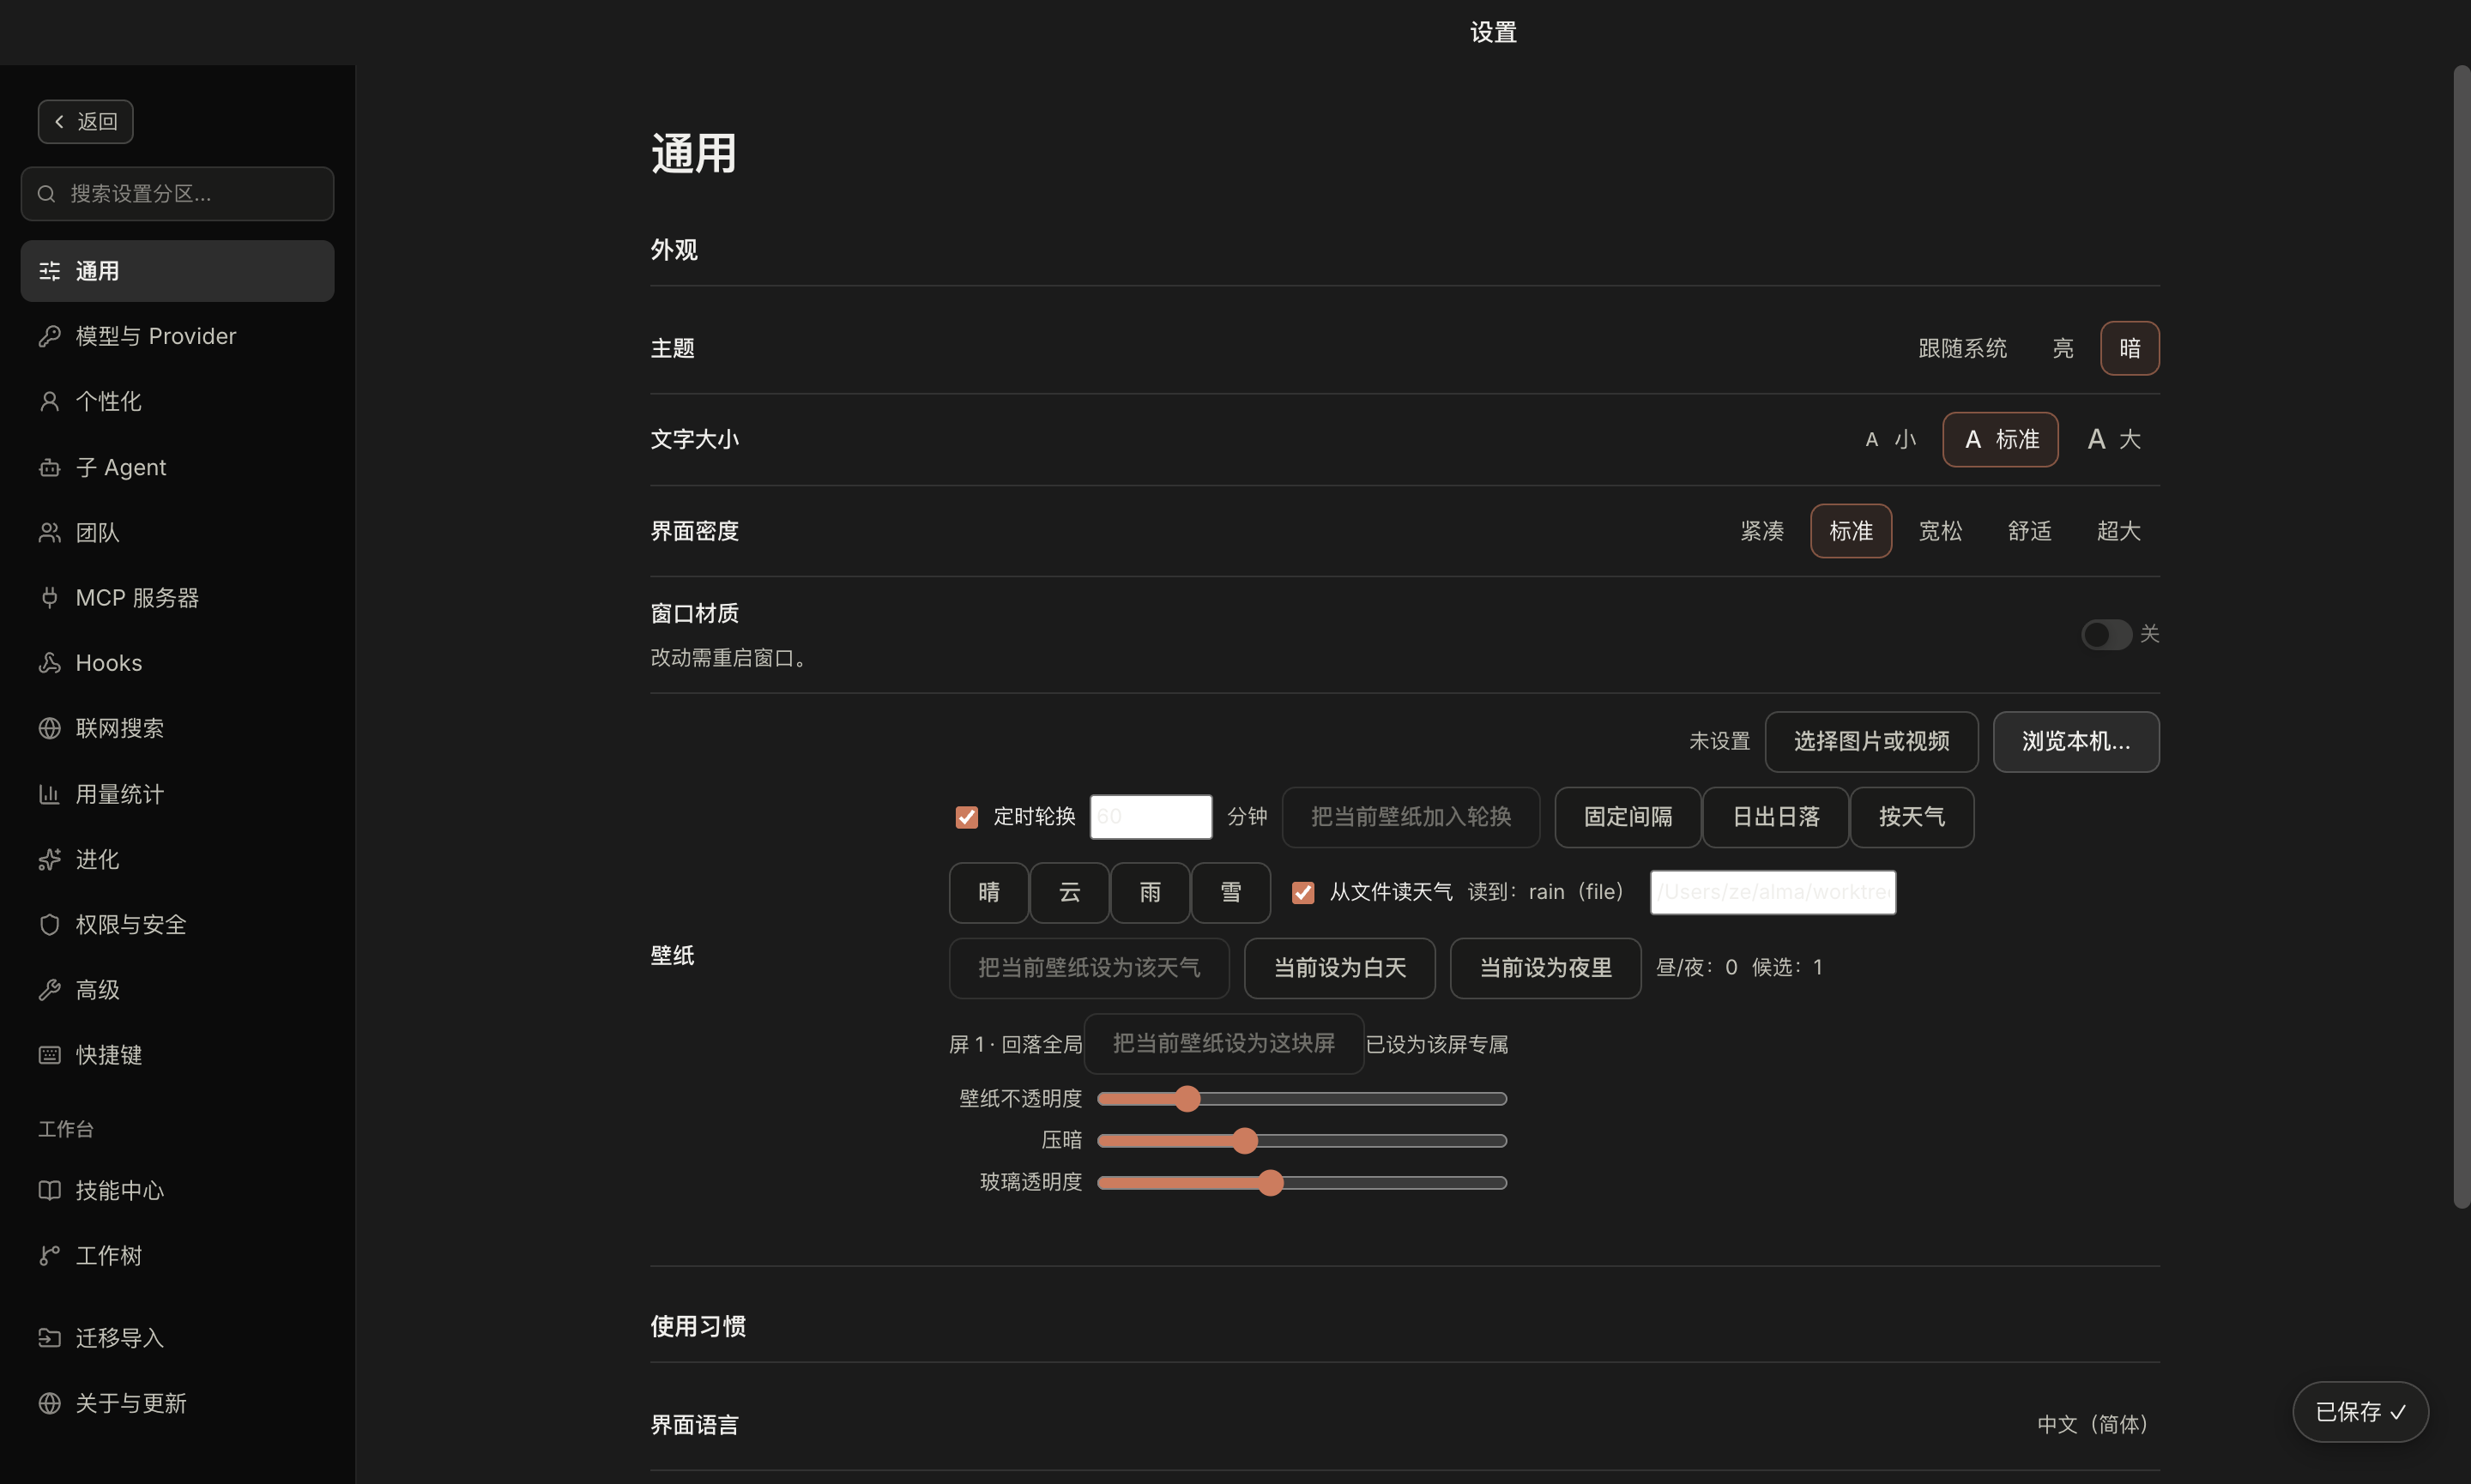 设置
返回
搜索设置分区...
通用
模型与 Provider
个性化
子 Agent
团队
MCP 服务器
Hooks
联网搜索
用量统计
进化
权限与安全
高级
快捷键
工作台
技能中心
工作树
迁移导入
关于与更新
通用
外观
主题 跟随系统 亮 暗
文字大小 A 小 A 标准 A 大
界面密度 紧凑 标准 宽松 舒适 超大
窗口材质 关
改动需重启窗口。
未设置 选择图片或视频 浏览本机...
定时轮换 60 分钟 把当前壁纸加入轮换 固定间隔 日出日落 按天气
晴 云 雨 雪 从文件读天气 读到：rain（file） /Users/ze/alma/worktree
壁纸 把当前壁纸设为该天气 当前设为白天 当前设为夜里 昼/夜：0 候选：1
屏 1 · 回落全局 把当前壁纸设为这块屏 已设为该屏专属
壁纸不透明度
压暗
玻璃透明度
使用习惯
界面语言 中文（简体）
已保存 ✓